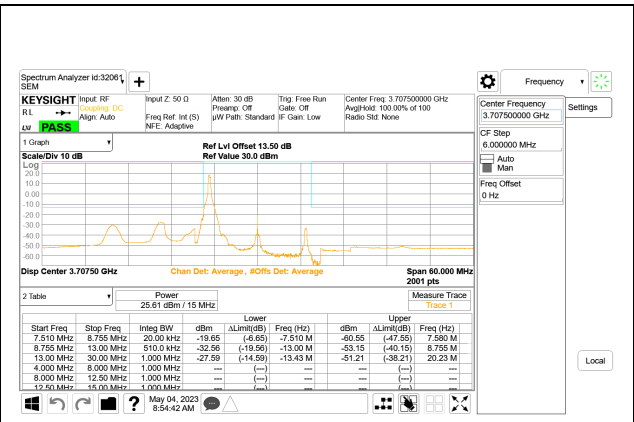 Spectrum Analyzer id:32061
SEM
Frequency
KEYSIGHT Input: RF Input Z: 50 Ω Atten: 30 dB Trig: Free Run Center Freq: 3.707500000 GHz
R L Coupling: DC Preamp: Off Gate: Off Avg|Hold: 100.00% of 100
Align: Auto Freq Ref: Int (S) µW Path: Standard IF Gain: Low Radio Std: None
LXI PASS NFE: Adaptive
Center Frequency
3.707500000 GHz
Settings
CF Step
6.000000 MHz
Auto
Man
Freq Offset
0 Hz
Local
1 Graph
Ref Lvl Offset 13.50 dB
Scale/Div 10 dB Ref Value 30.0 dBm
Log
20.0
10.0
0.00
-10.0
-20.0
-30.0
-40.0
-50.0
-60.0
Disp Center 3.70750 GHz Chan Det: Average , #Offs Det: Average Span 60.000 MHz
2001 pts
2 Table Power Measure Trace
25.61 dBm / 15 MHz Trace 1
Lower Upper
Start Freq Stop Freq Integ BW dBm ΔLimit(dB) Freq (Hz) dBm ΔLimit(dB) Freq (Hz)
7.510 MHz 8.755 MHz 20.00 kHz -19.65 (-6.65) -7.510 M -60.55 (-47.55) 7.580 M
8.755 MHz 13.00 MHz 510.0 kHz -32.56 (-19.56) -13.00 M -53.15 (-40.15) 8.755 M
13.00 MHz 30.00 MHz 1.000 MHz -27.59 (-14.59) -13.43 M -51.21 (-38.21) 20.23 M
4.000 MHz 8.000 MHz 1.000 MHz --- (---) --- (---)
8.000 MHz 12.50 MHz 1.000 MHz --- (---) --- (---)
12.50 MHz 15.00 MHz 1.000 MHz --- (---) --- (---)
? May 04, 2023
8:54:42 AM